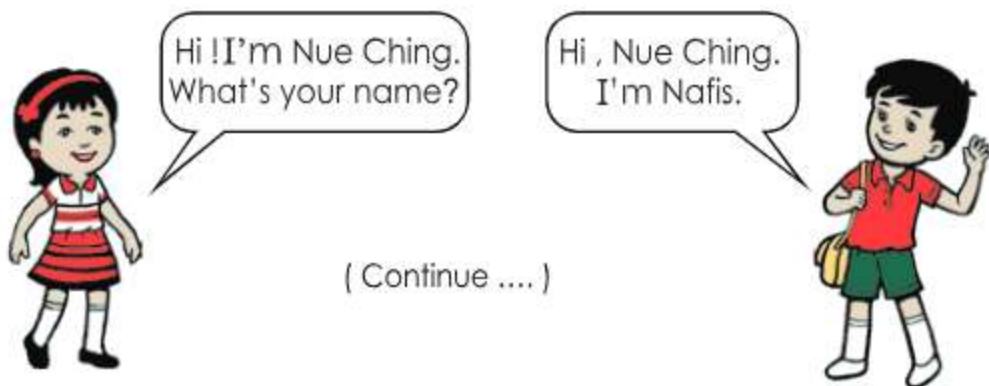 Hi !I'm Nue Ching.
What's your name?
Hi , Nue Ching.
I'm Nafis.
( Continue .... )